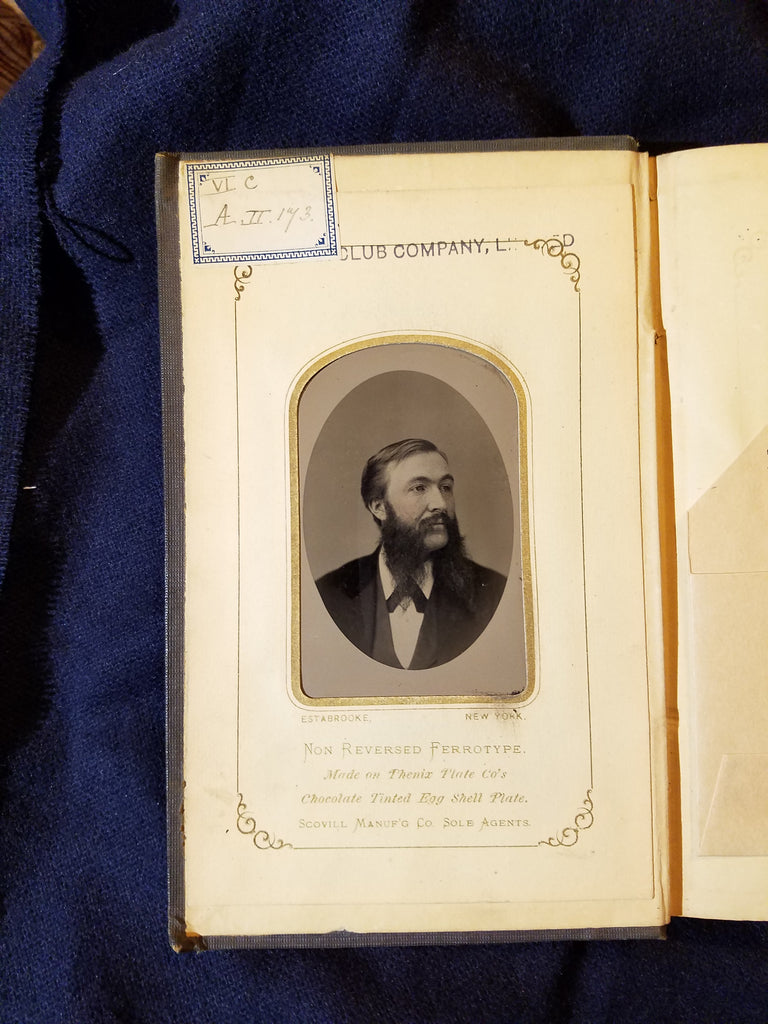 VI C
A. II. 173.
CLUB COMPANY, L
ESTABROOKE, NEW YORK.
NON REVERSED FERROTYPE.
Made on Phenix Plate Co's
Chocolate Tinted Egg Shell Plate.
SCOVILL MANUF'G CO. SOLE AGENTS.